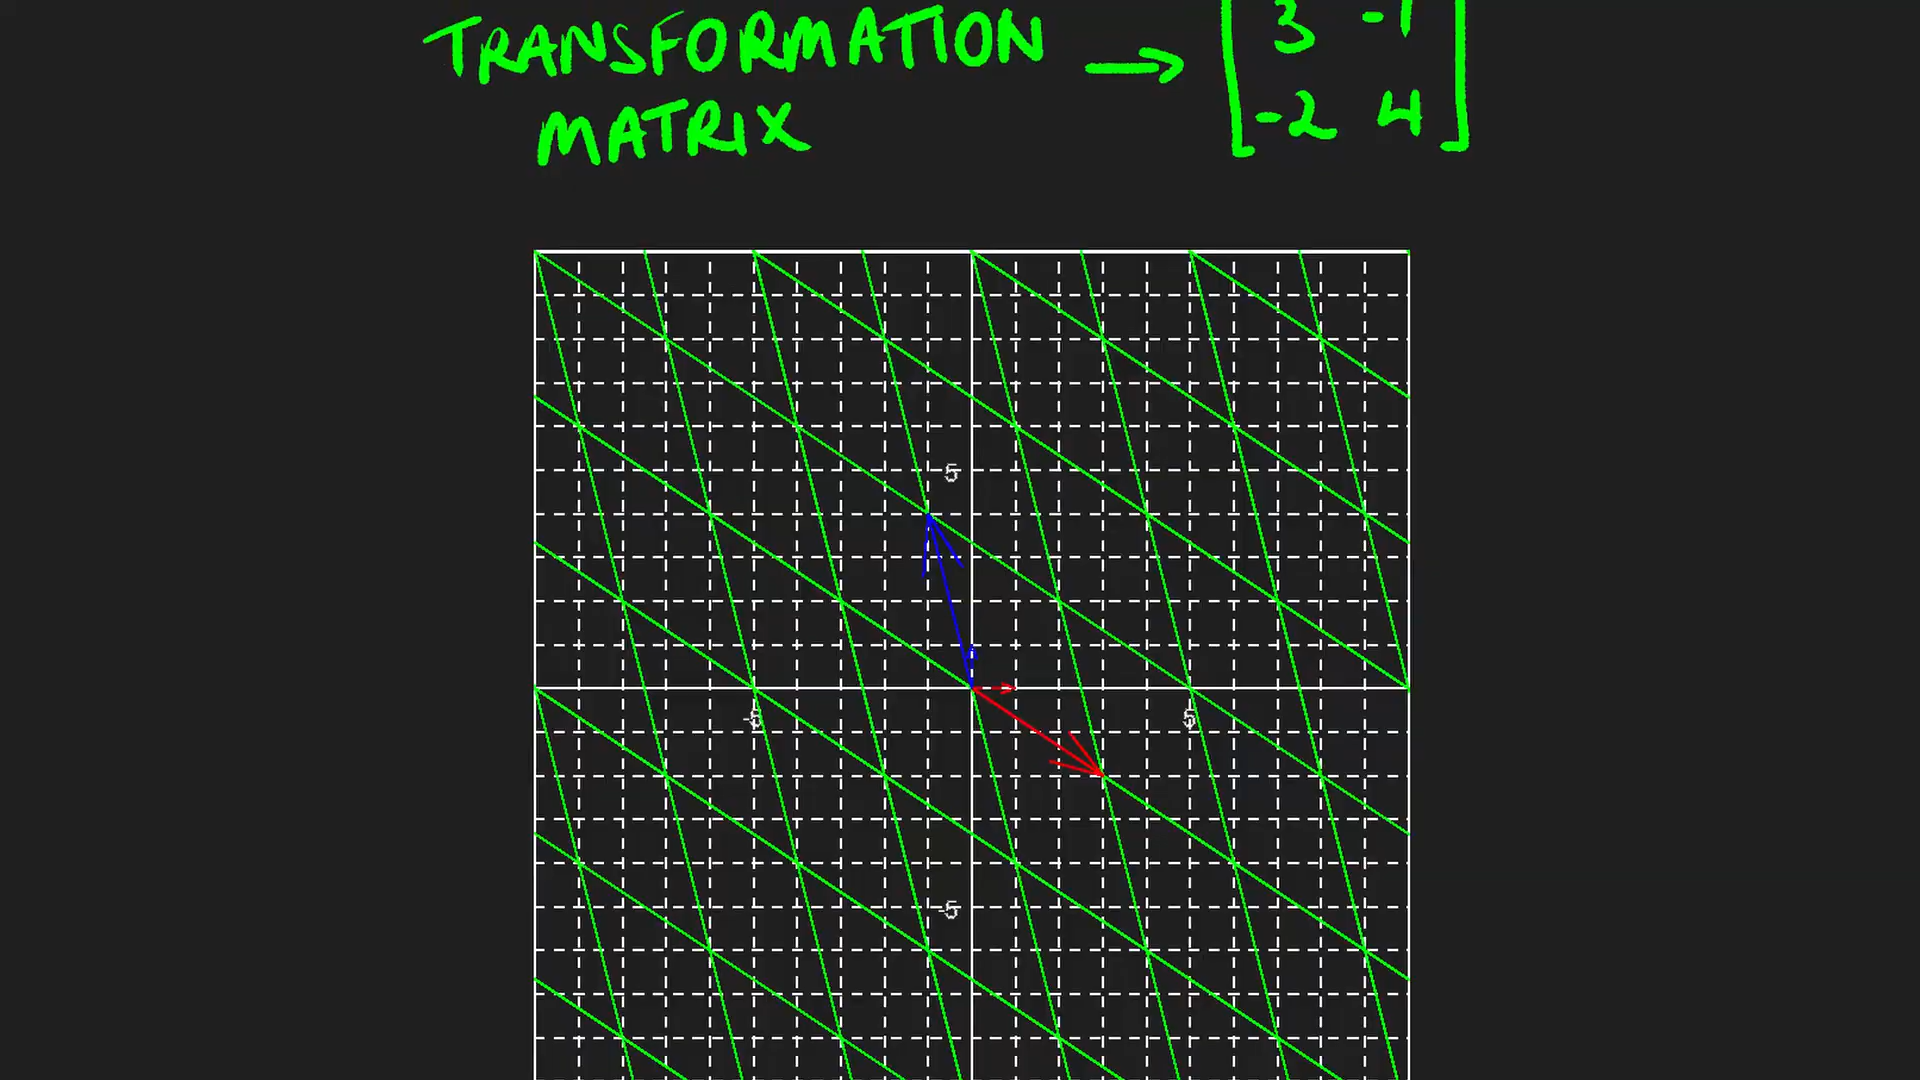 TRANSFORMATION → [3 -1
MATRIX -2 4]
5
-5 5
-5